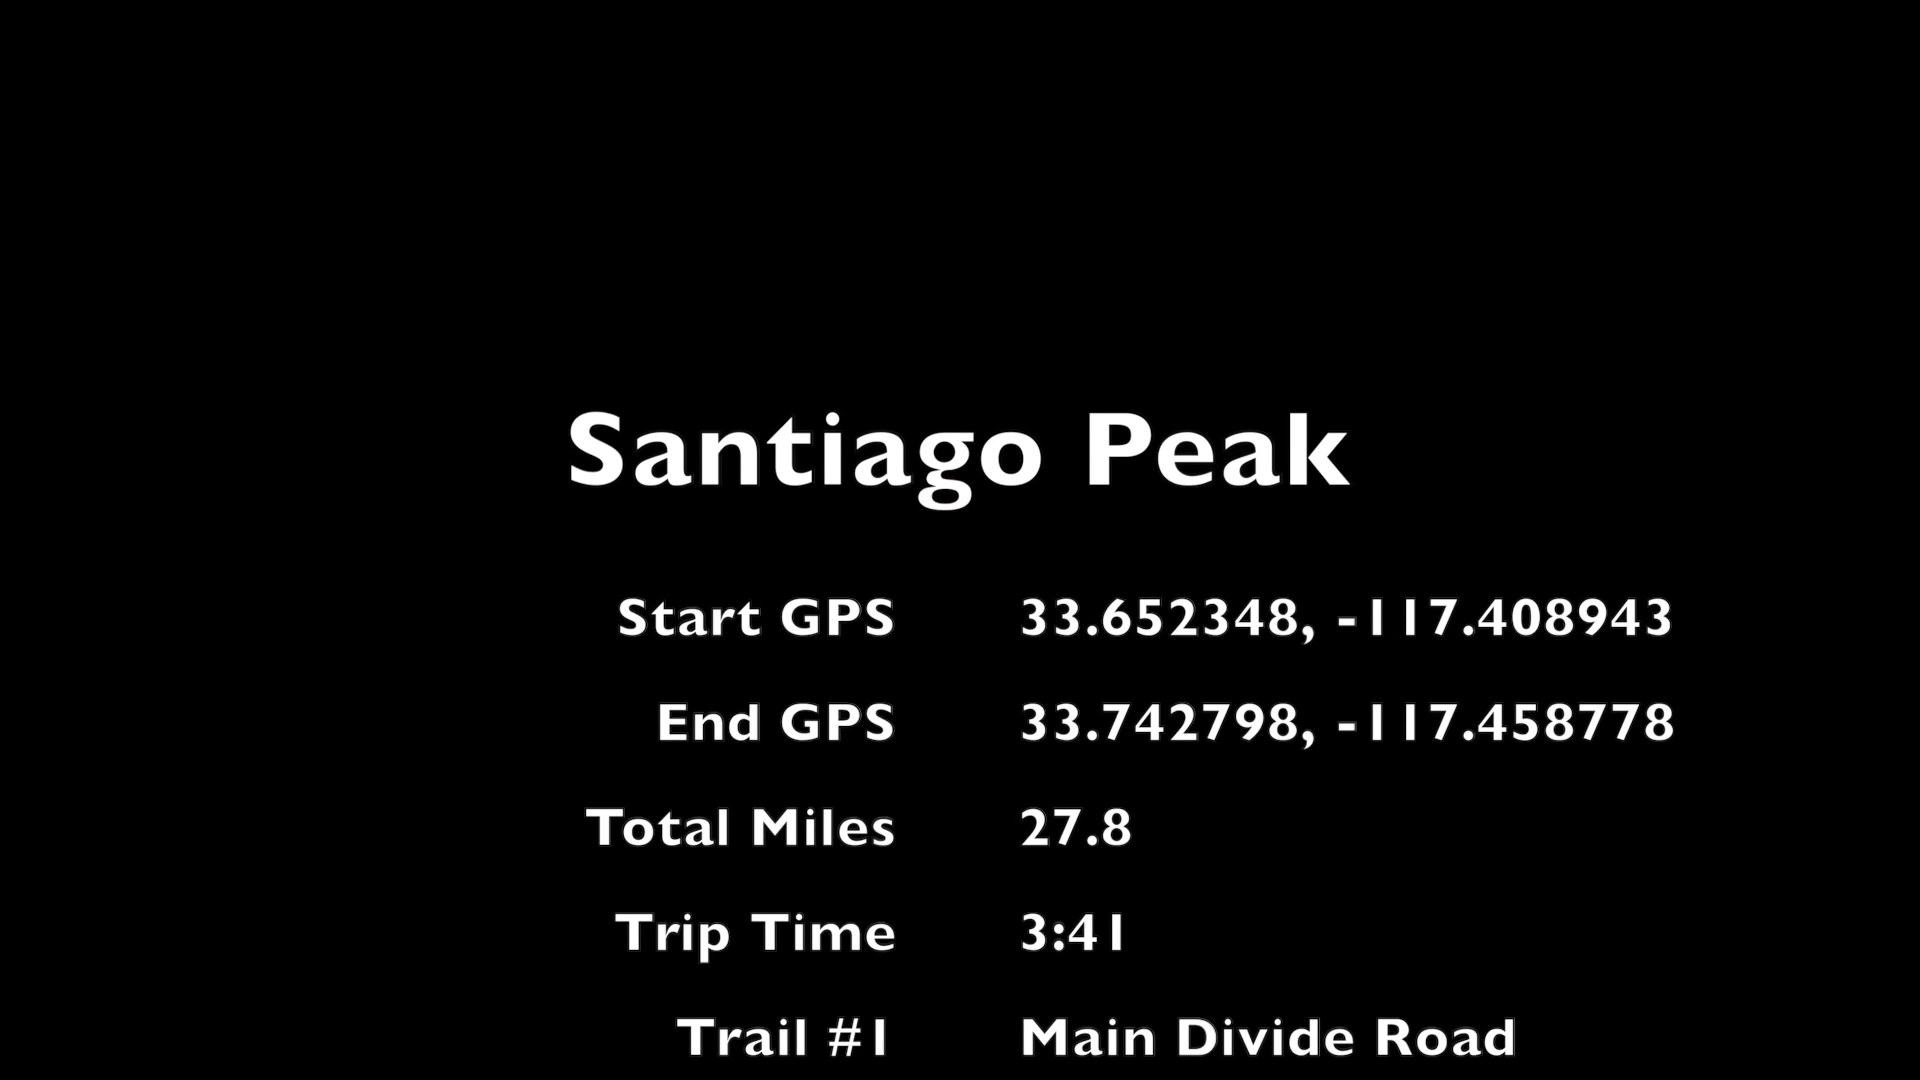 Santiago Peak
Start GPS 33.652348, -117.408943
End GPS 33.742798, -117.458778
Total Miles 27.8
Trip Time 3:41
Trail #1 Main Divide Road